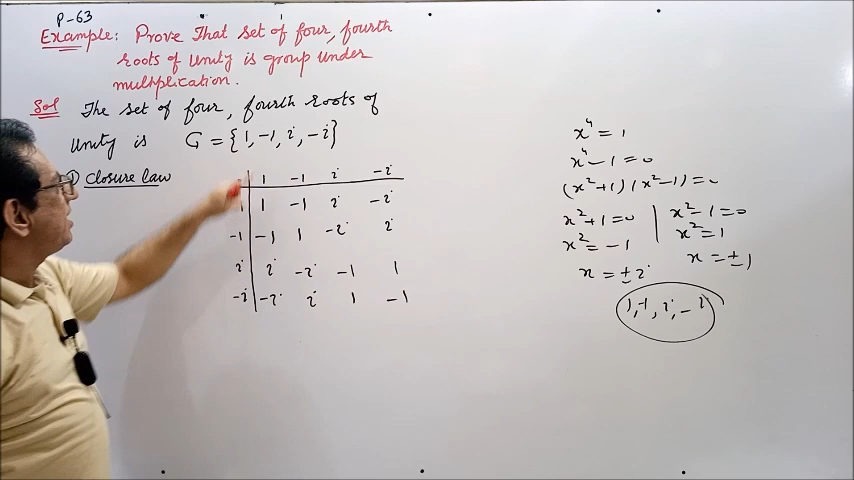 P-63
Example: Prove That set of four, fourth
roots of unity is group under
multiplication.
Sol The set of four, fourth roots of
unity is G = {1, -1, i, -i}
① closure law
1 -1 i -i
1 1 -1 i -i
-1 -1 1 -i i
i i -i -1 1
-i -i i 1 -1
x⁴ = 1
x⁴ - 1 = 0
(x²+1)(x²-1) = 0
x²+1 = 0 | x²-1 = 0
x² = -1 | x² = 1
x = ± i x = ± 1
1, -1, i, -i